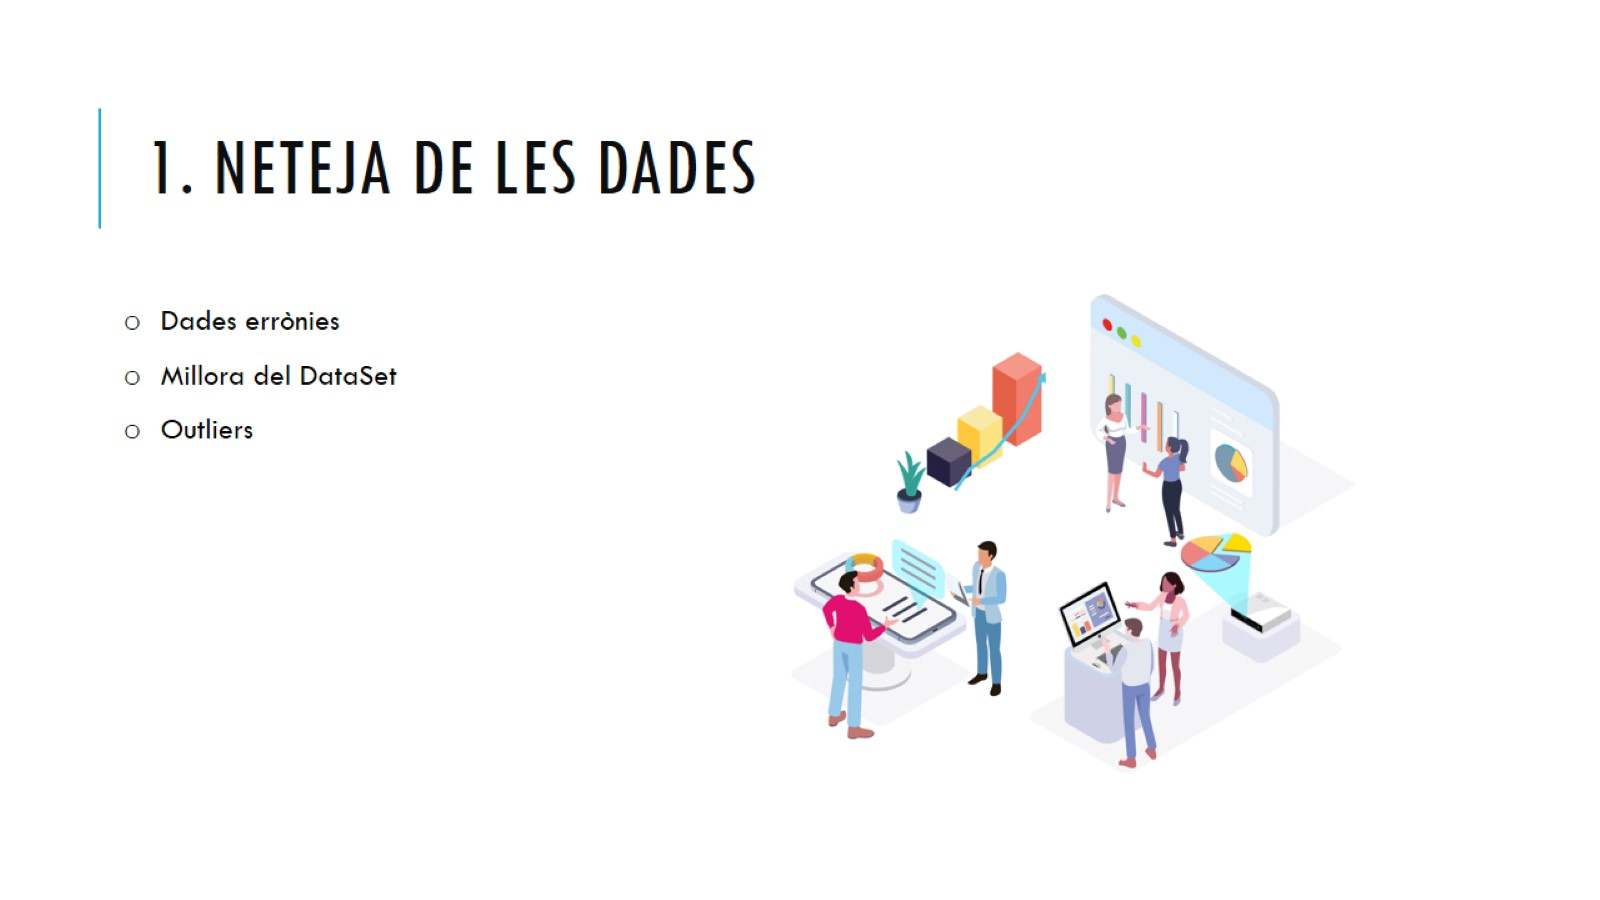 1. NETEJA DE LES DADES
o Dades errònies
o Millora del DataSet
o Outliers